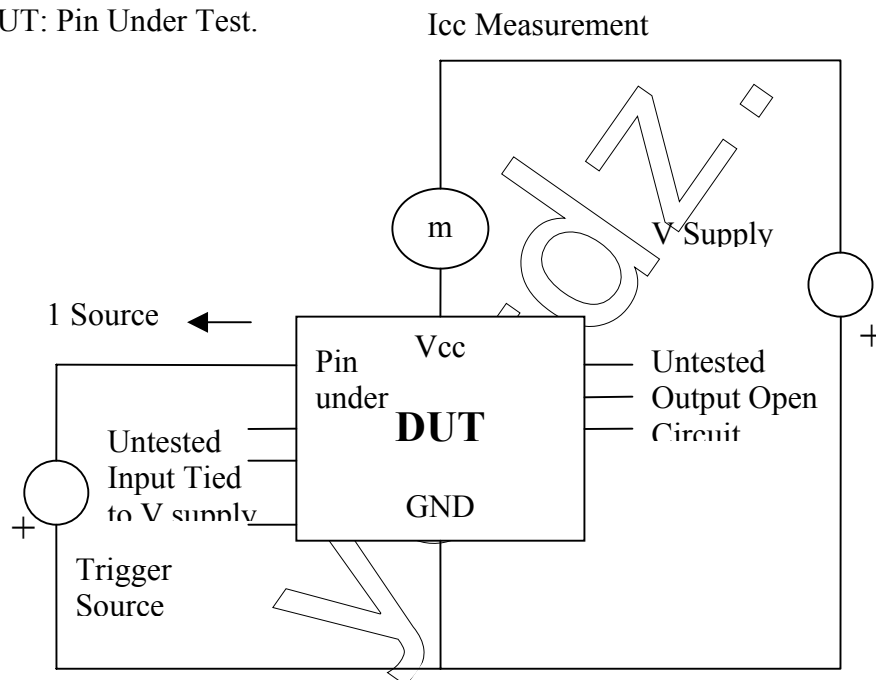 UT: Pin Under Test.
Icc Measurement
m
V Supply
1 Source
Vcc
+
Pin
under
DUT
Untested
Output Open
Circuit
Untested
Input Tied
to V supply
GND
+
Trigger
Source